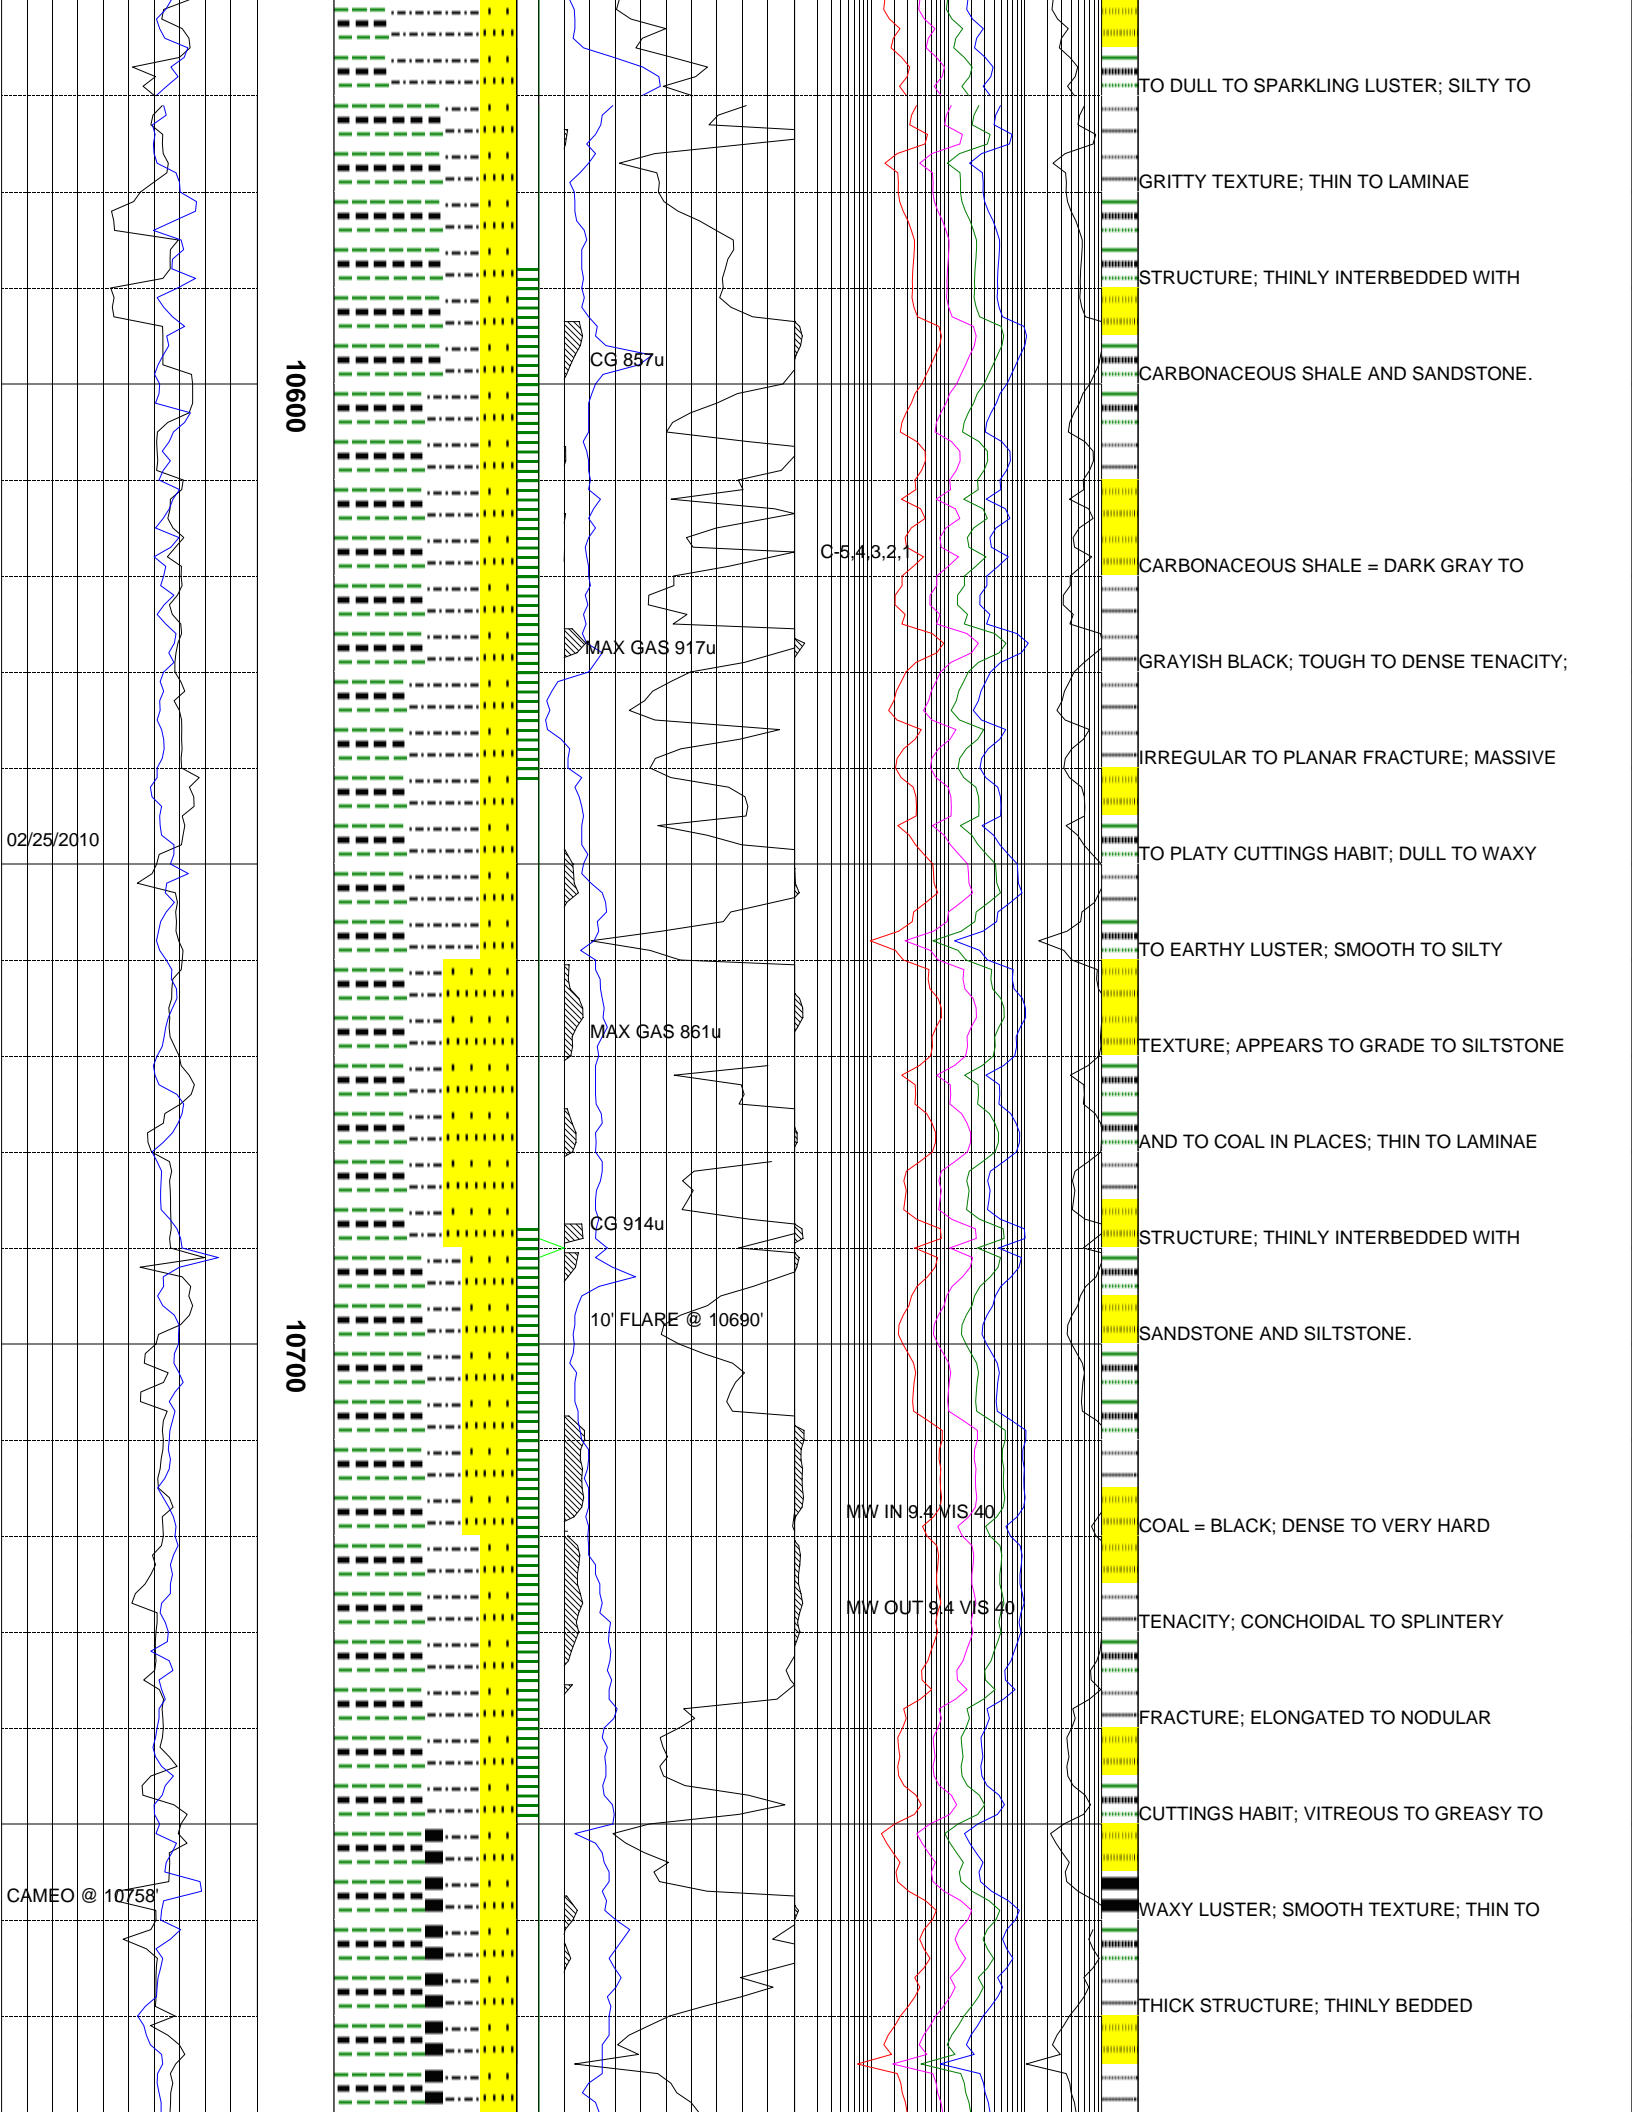 TO DULL TO SPARKLING LUSTER; SILTY TO
GRITTY TEXTURE; THIN TO LAMINAE
STRUCTURE; THINLY INTERBEDDED WITH
CG 857u
10600
CARBONACEOUS SHALE AND SANDSTONE.
C-5,4,3,2,1
CARBONACEOUS SHALE = DARK GRAY TO
MAX GAS 917u
GRAYISH BLACK; TOUGH TO DENSE TENACITY;
IRREGULAR TO PLANAR FRACTURE; MASSIVE
02/25/2010
TO PLATY CUTTINGS HABIT; DULL TO WAXY
TO EARTHY LUSTER; SMOOTH TO SILTY
MAX GAS 861u
TEXTURE; APPEARS TO GRADE TO SILTSTONE
AND TO COAL IN PLACES; THIN TO LAMINAE
CG 914u
STRUCTURE; THINLY INTERBEDDED WITH
10' FLARE @ 10690'
10700
SANDSTONE AND SILTSTONE.
MW IN 9.4 VIS 40
COAL = BLACK; DENSE TO VERY HARD
MW OUT 9.4 VIS 40
TENACITY; CONCHOIDAL TO SPLINTERY
FRACTURE; ELONGATED TO NODULAR
CUTTINGS HABIT; VITREOUS TO GREASY TO
CAMEO @ 10758'
WAXY LUSTER; SMOOTH TEXTURE; THIN TO
THICK STRUCTURE; THINLY BEDDED